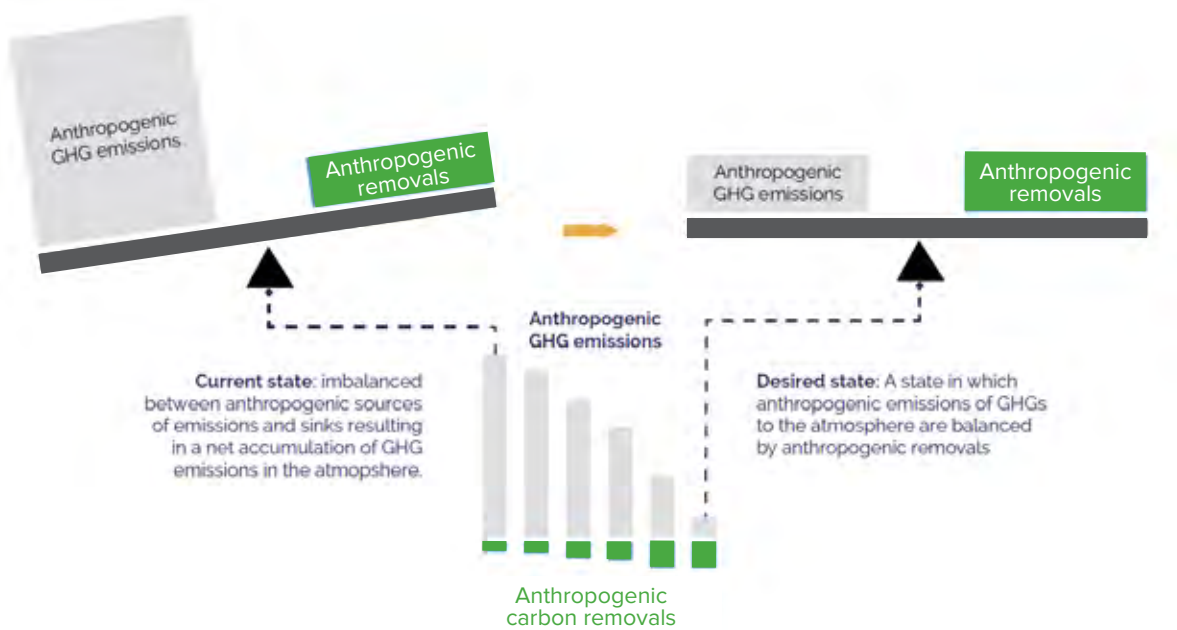 Anthropogenic
GHG emissions
Anthropogenic
removals
Anthropogenic
GHG emissions
Anthropogenic
removals
Anthropogenic
GHG emissions
Current state: imbalanced
between anthropogenic sources
of emissions and sinks resulting
in a net accumulation of GHG
emissions in the atmopshere.
Desired state: A state in which
anthropogenic emissions of GHGs
to the atmosphere are balanced
by anthropogenic removals
Anthropogenic
carbon removals